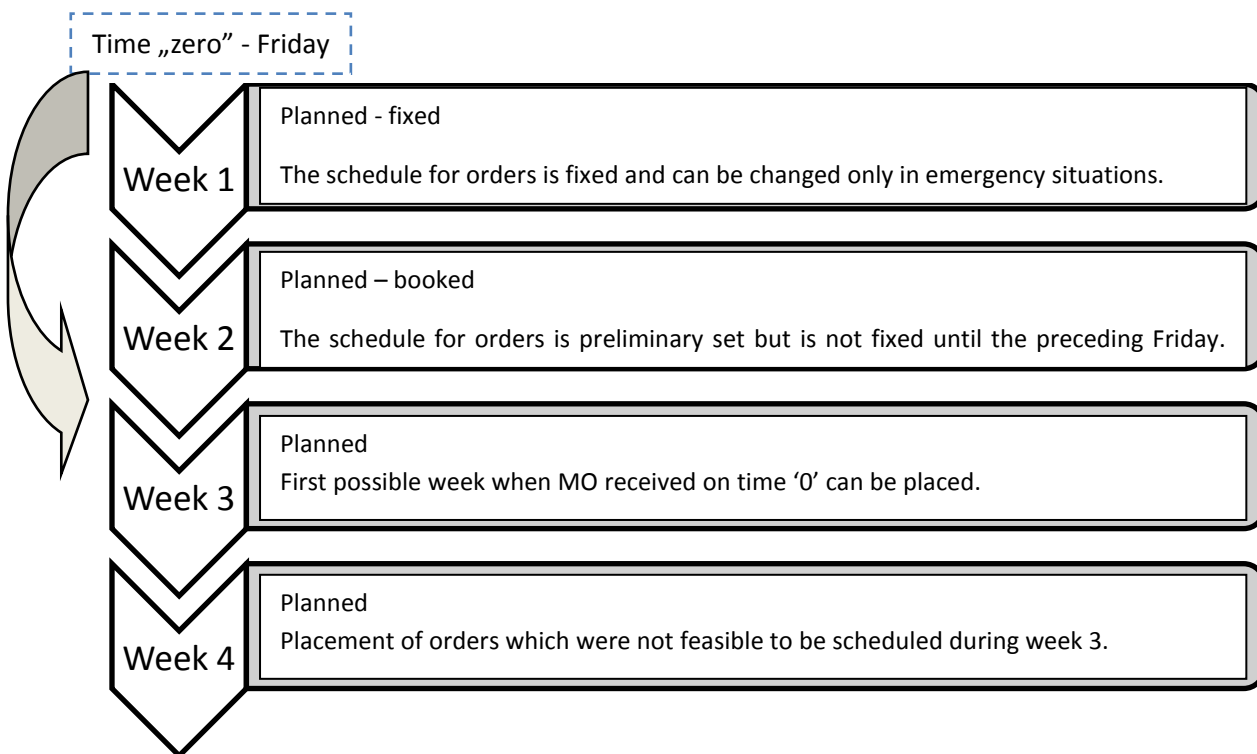 Time „zero” - Friday
Week 1
Planned - fixed
The schedule for orders is fixed and can be changed only in emergency situations.
Week 2
Planned – booked
The schedule for orders is preliminary set but is not fixed until the preceding Friday.
Week 3
Planned
First possible week when MO received on time ‘0’ can be placed.
Week 4
Planned
Placement of orders which were not feasible to be scheduled during week 3.